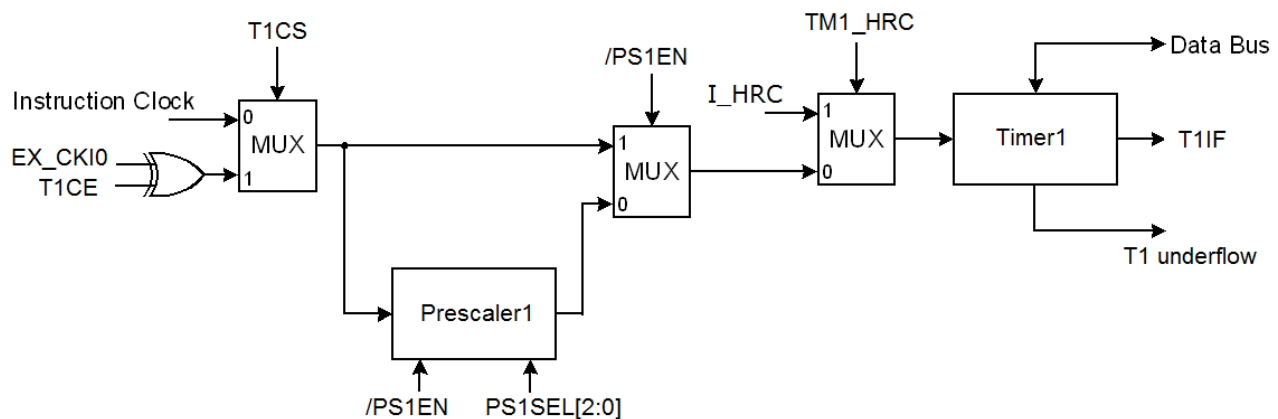 T1CS
TM1_HRC
/PS1EN
Data Bus
Instruction Clock
0
I_HRC
1
MUX
1
MUX
Timer1
T1IF
EX_CKI0
T1CE
1
MUX
0
0
T1 underflow
Prescaler1
/PS1EN
PS1SEL[2:0]